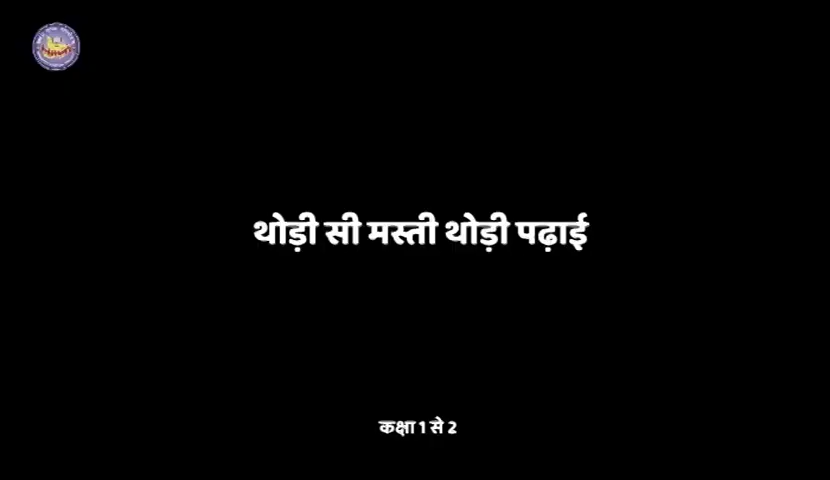 थोड़ी सी मस्ती थोड़ी पढ़ाई
कक्षा 1 से 2